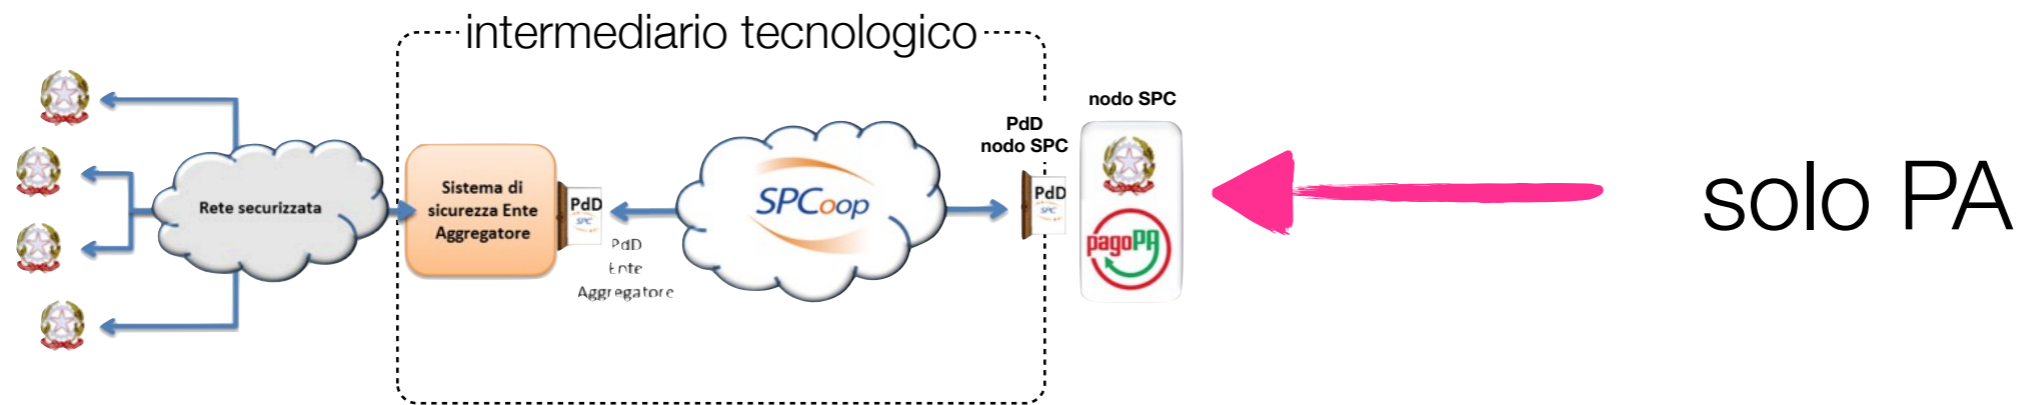 intermediario tecnologico
Rete securizzata
Sistema di
sicurezza Ente
Aggregatore
PdD
SPC
PdD
Ente
Aggregatore
SPCoop
PdD
nodo SPC
PdD
SPC
nodo SPC
pagoPA
solo PA